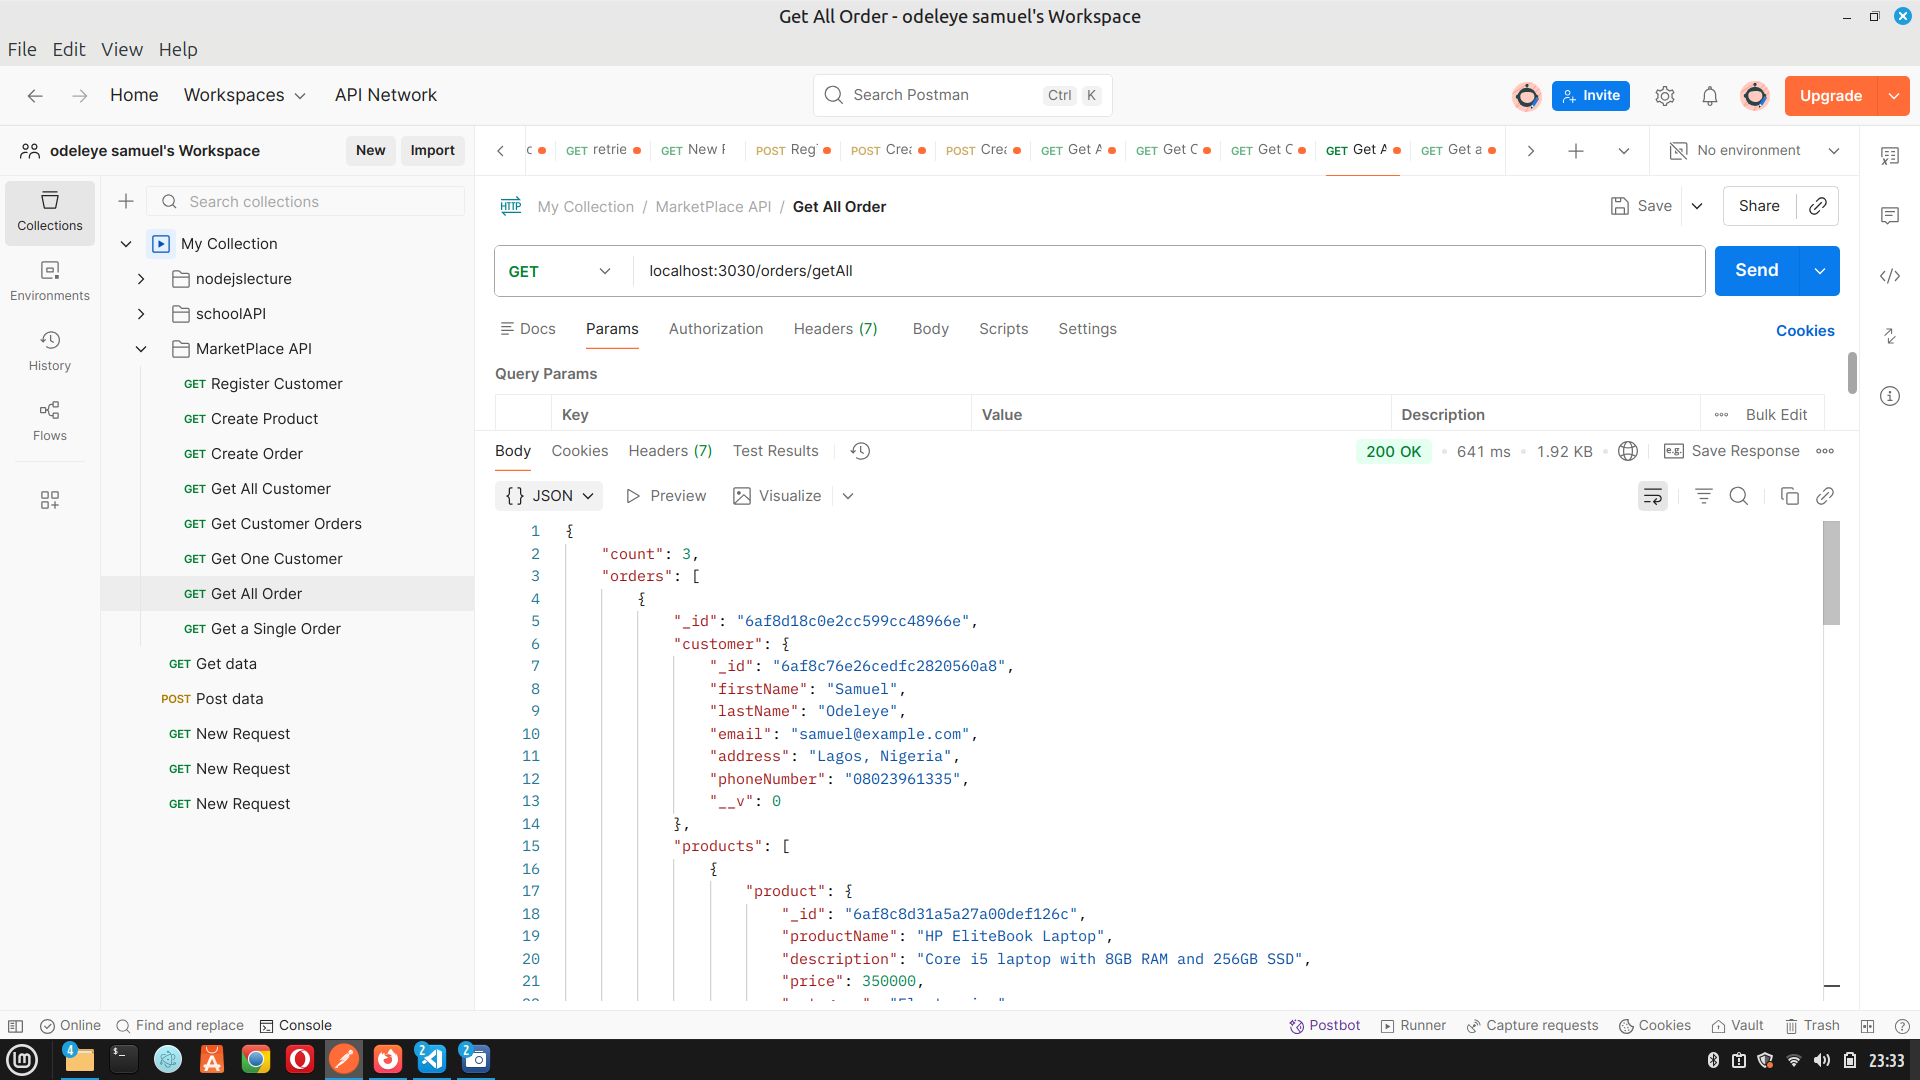 Get All Order - odeleye samuel's Workspace
File Edit View Help
Home Workspaces API Network Search Postman Ctrl K Invite Upgrade
odeleye samuel's Workspace New Import
GET retrie GET New POST Reg POST Crea POST Crea GET Get A GET Get C GET Get C GET Get A GET Get a No environment
Collections
Environments
History
Flows
Search collections
My Collection
nodejslecture
schoolAPI
MarketPlace API
GET Register Customer
GET Create Product
GET Create Order
GET Get All Customer
GET Get Customer Orders
GET Get One Customer
GET Get All Order
GET Get a Single Order
GET Get data
POST Post data
GET New Request
GET New Request
GET New Request
HTTP My Collection / MarketPlace API / Get All Order Save Share
GET localhost:3030/orders/getAll Send
Docs Params Authorization Headers (7) Body Scripts Settings Cookies
Query Params
Key Value Description Bulk Edit
Body Cookies Headers (7) Test Results 200 OK 641 ms 1.92 KB e.g. Save Response
{} JSON Preview Visualize
1 {
2 "count": 3,
3 "orders": [
4 {
5 "_id": "6af8d18c0e2cc599cc48966e",
6 "customer": {
7 "_id": "6af8c76e26cedfc2820560a8",
8 "firstName": "Samuel",
9 "lastName": "Odeleye",
10 "email": "samuel@example.com",
11 "address": "Lagos, Nigeria",
12 "phoneNumber": "08023961335",
13 "__v": 0
14 },
15 "products": [
16 {
17 "product": {
18 "_id": "6af8c8d31a5a27a00def126c",
19 "productName": "HP EliteBook Laptop",
20 "description": "Core i5 laptop with 8GB RAM and 256GB SSD",
21 "price": 350000,
Online Find and replace Console Postbot Runner Capture requests Cookies Vault Trash
4 2 2 23:33